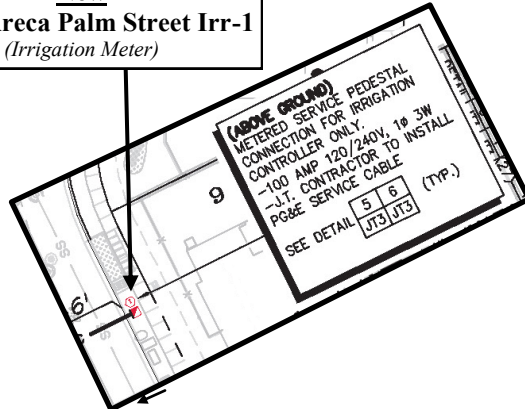 Areca Palm Street Irr-1
(Irrigation Meter)
(ABOVE GROUND)
METERED SERVICE PEDESTAL
CONNECTION FOR IRRIGATION
CONTROLLER ONLY.
-100 AMP 120/240V, 1ø 3W
-J.T. CONTRACTOR TO INSTALL
PG&E SERVICE CABLE
SEE DETAIL 5 6 (TYP.)
JT3 JT3
9
6'
SS
SS